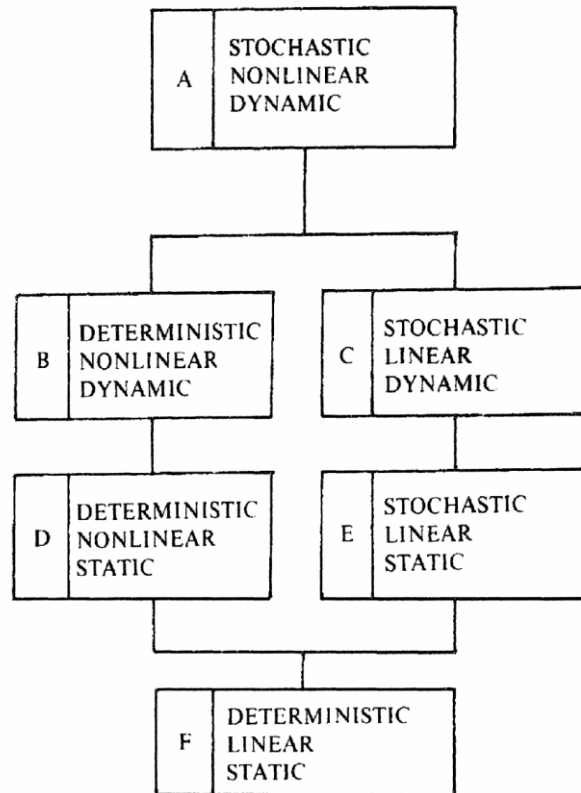 A
STOCHASTIC
NONLINEAR
DYNAMIC
B
DETERMINISTIC
NONLINEAR
DYNAMIC
C
STOCHASTIC
LINEAR
DYNAMIC
D
DETERMINISTIC
NONLINEAR
STATIC
E
STOCHASTIC
LINEAR
STATIC
F
DETERMINISTIC
LINEAR
STATIC